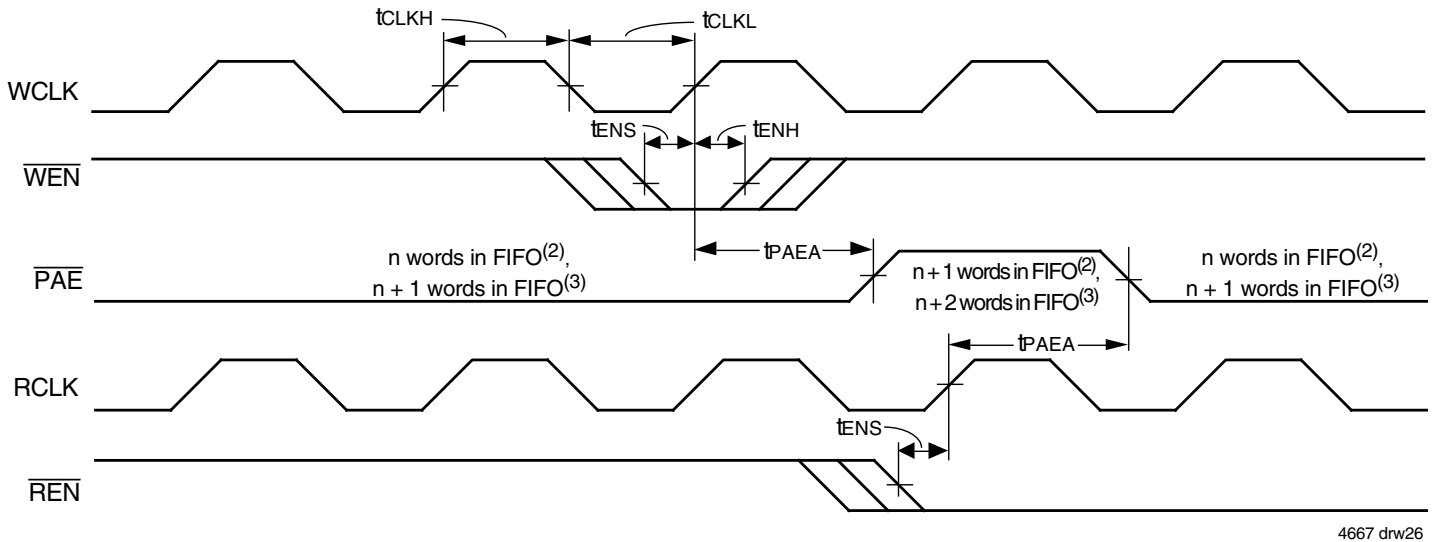 tCLKH
tCLKL
WCLK
tENS
tENH
WEN
tPAEA
n words in FIFO(2),
n + 1 words in FIFO(3)
n + 1 words in FIFO(2),
n + 2 words in FIFO(3)
n words in FIFO(2),
n + 1 words in FIFO(3)
PAE
tPAEA
RCLK
tENS
REN
4667 drw26